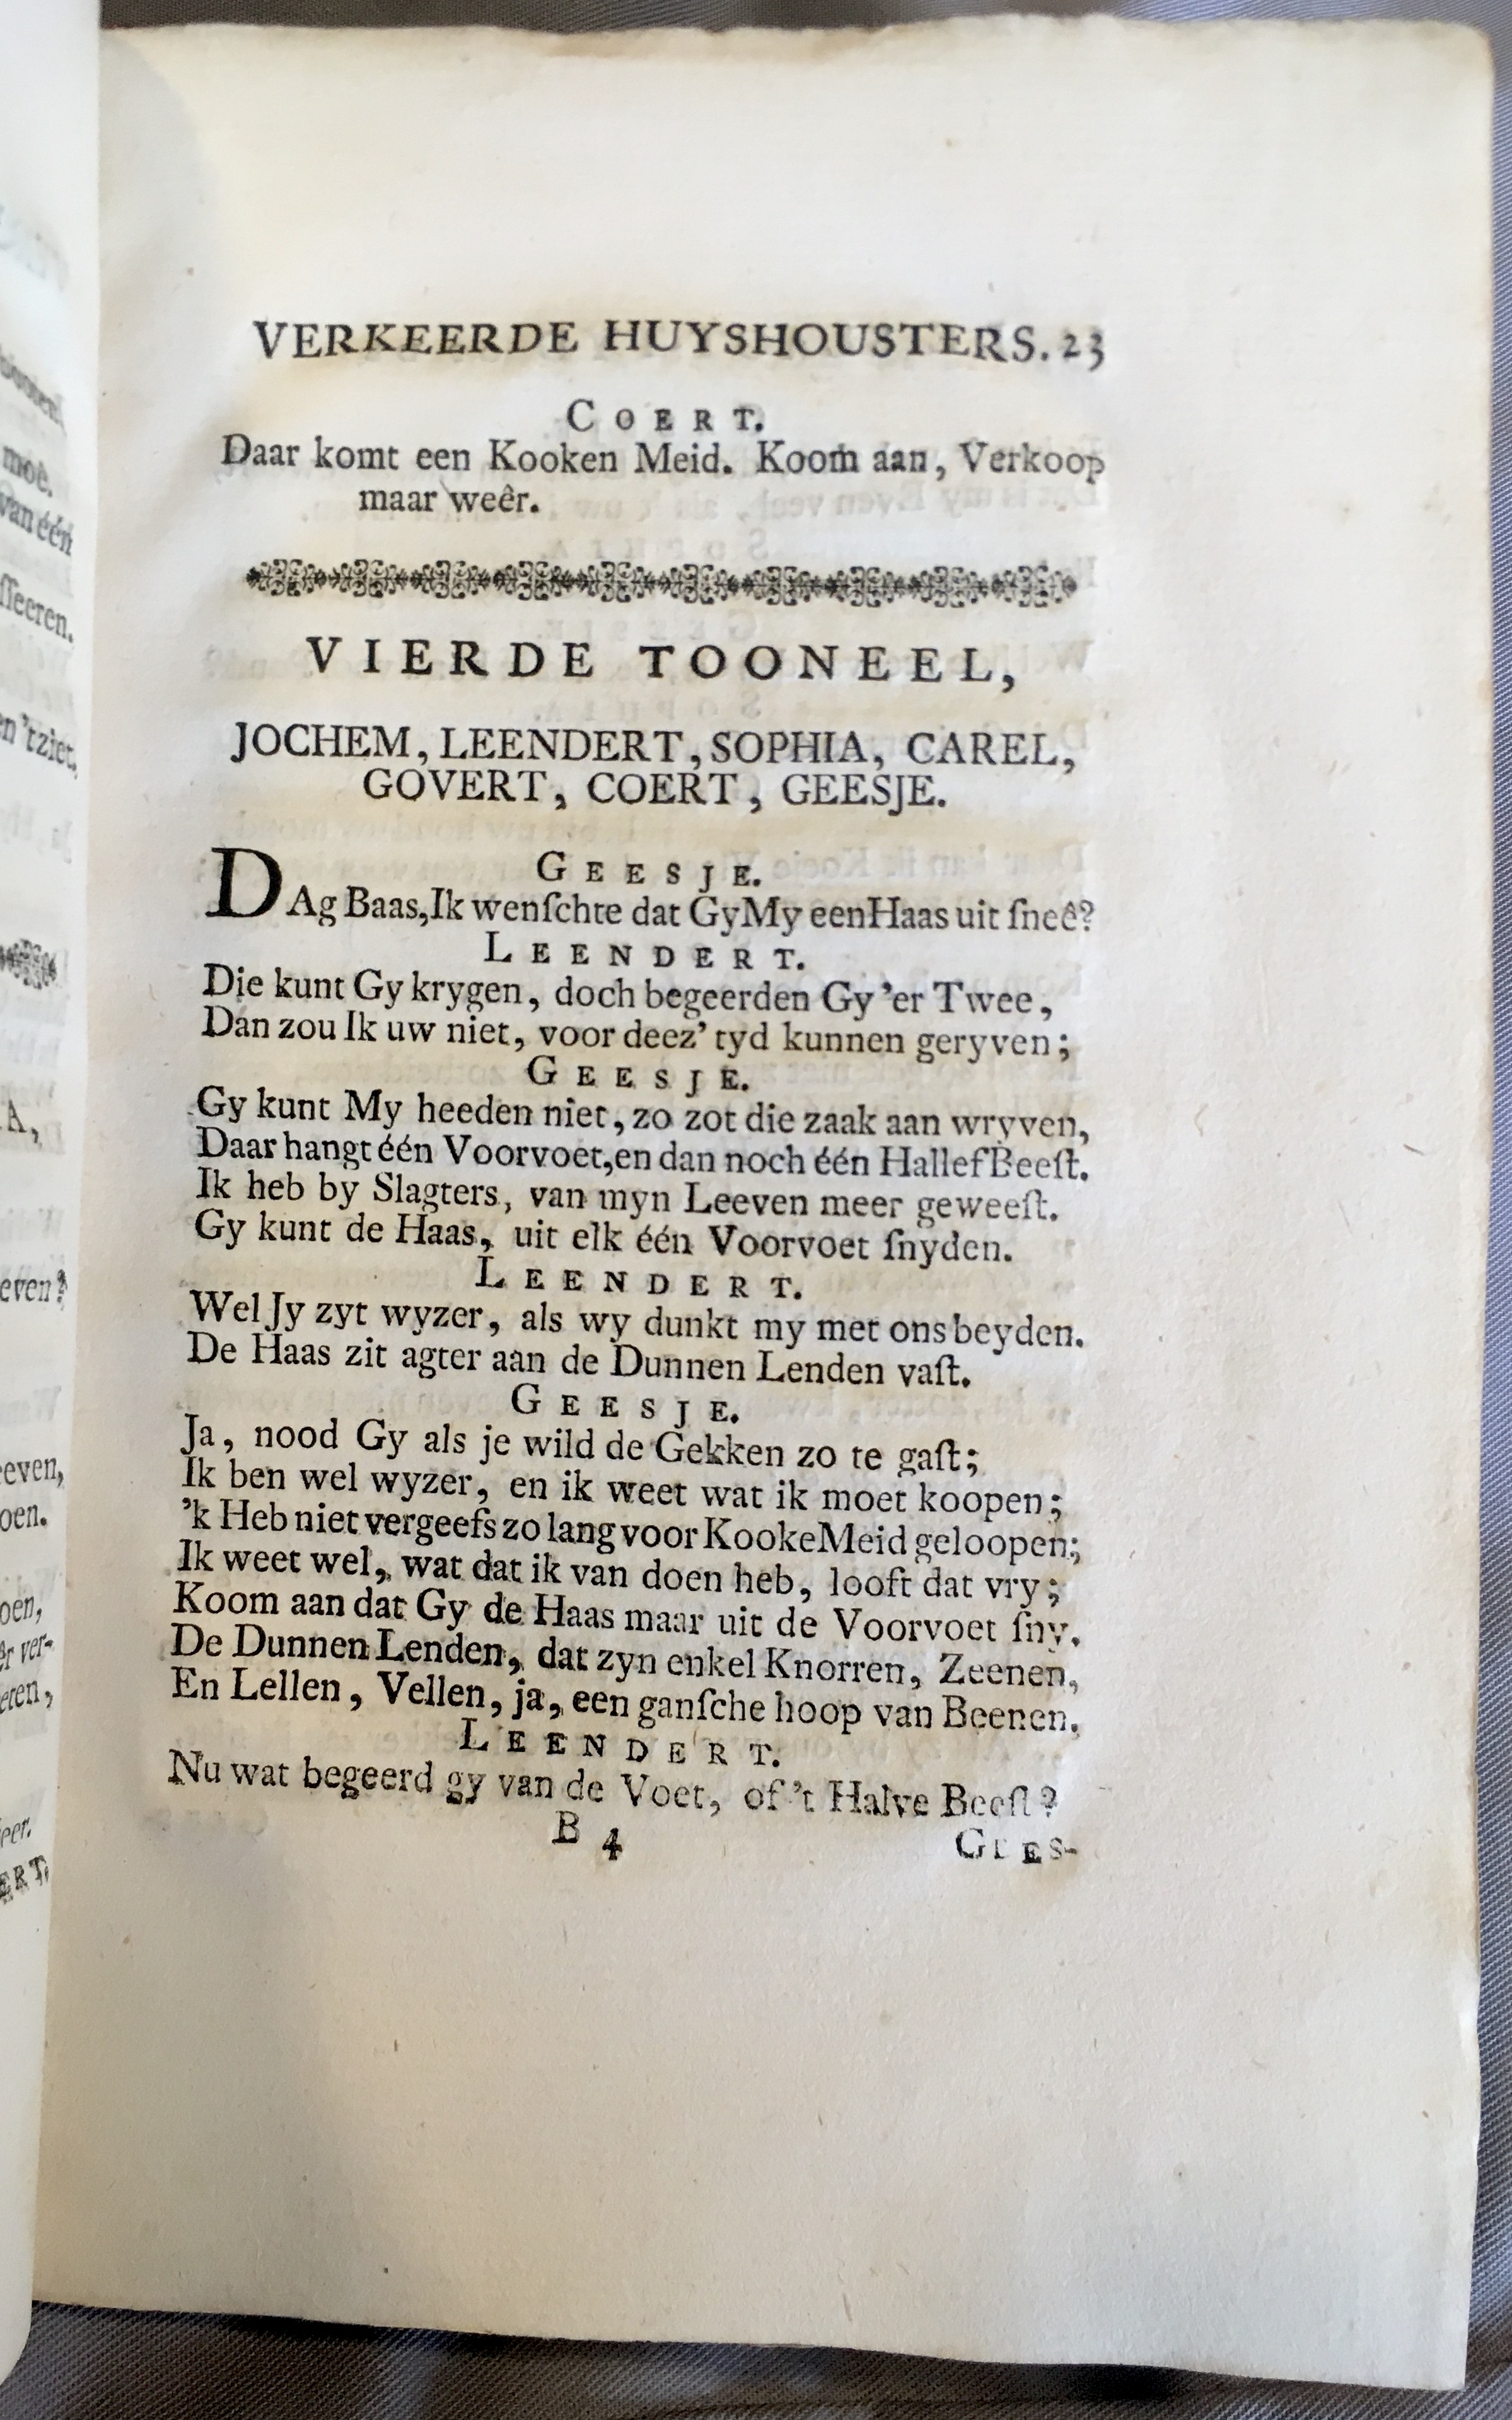 VERKEERDE HUYSHOUSTERS. 23
COERT.
Daar komt een Kooken Meid. Koom aan, Verkoop
maar weêr.
VIERDE TOONEEL,
JOCHEM, LEENDERT, SOPHIA, CAREL,
GOVERT, COERT, GEESJE.
GEESJE.
DAg Baas, Ik wenſchte dat Gy My een Haas uit ſneê?
LEENDERT.
Die kunt Gy krygen, doch begeerden Gy 'er Twee,
Dan zou Ik uw niet, voor deez' tyd kunnen geryven;
GEESJE.
Gy kunt My heeden niet, zo zot die zaak aan wryven,
Daar hangt één Voorvoet, en dan noch één Hallef Beeſt.
Ik heb by Slagters, van myn Leeven meer geweeſt.
Gy kunt de Haas, uit elk één Voorvoet ſnyden.
LEENDERT.
Wel Jy zyt wyzer, als wy dunkt my met ons beyden.
De Haas zit agter aan de Dunnen Lenden vaſt.
GEESJE.
Ja, nood Gy als je wild de Gekken zo te gaſt;
Ik ben wel wyzer, en ik weet wat ik moet koopen;
'k Heb niet vergeefs zo lang voor Kooke Meid geloopen;
Ik weet wel, wat dat ik van doen heb, looft dat vry;
Koom aan dat Gy de Haas maar uit de Voorvoet ſny.
De Dunnen Lenden, dat zyn enkel Knorren, Zeenen,
En Lellen, Vellen, ja, een ganſche hoop van Beenen.
LEENDERT.
Nu wat begeerd gy van de Voet, of 't Halve Beeſt?
B 4
GEES-